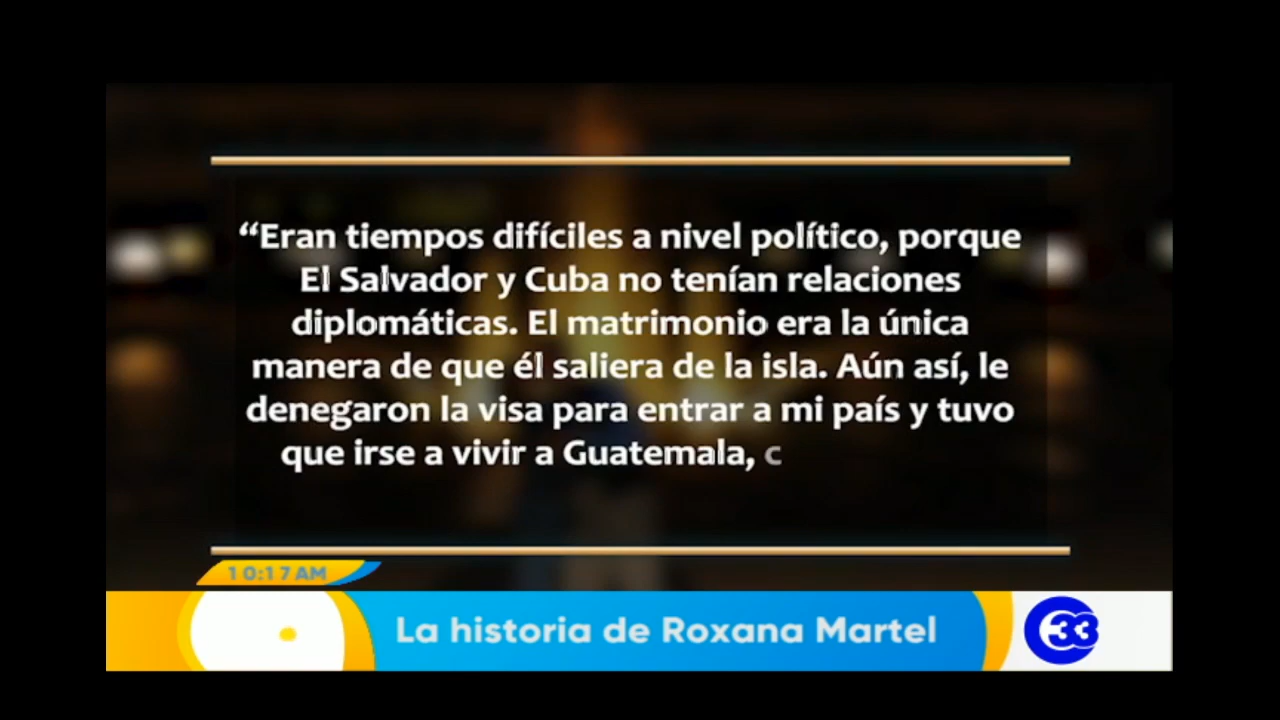 “Eran tiempos difíciles a nivel político, porque
El Salvador y Cuba no tenían relaciones
diplomáticas. El matrimonio era la única
manera de que él saliera de la isla. Aún así, le
denegaron la visa para entrar a mi país y tuvo
que irse a vivir a Guatemala, c
10:17 AM
La historia de Roxana Martel
33